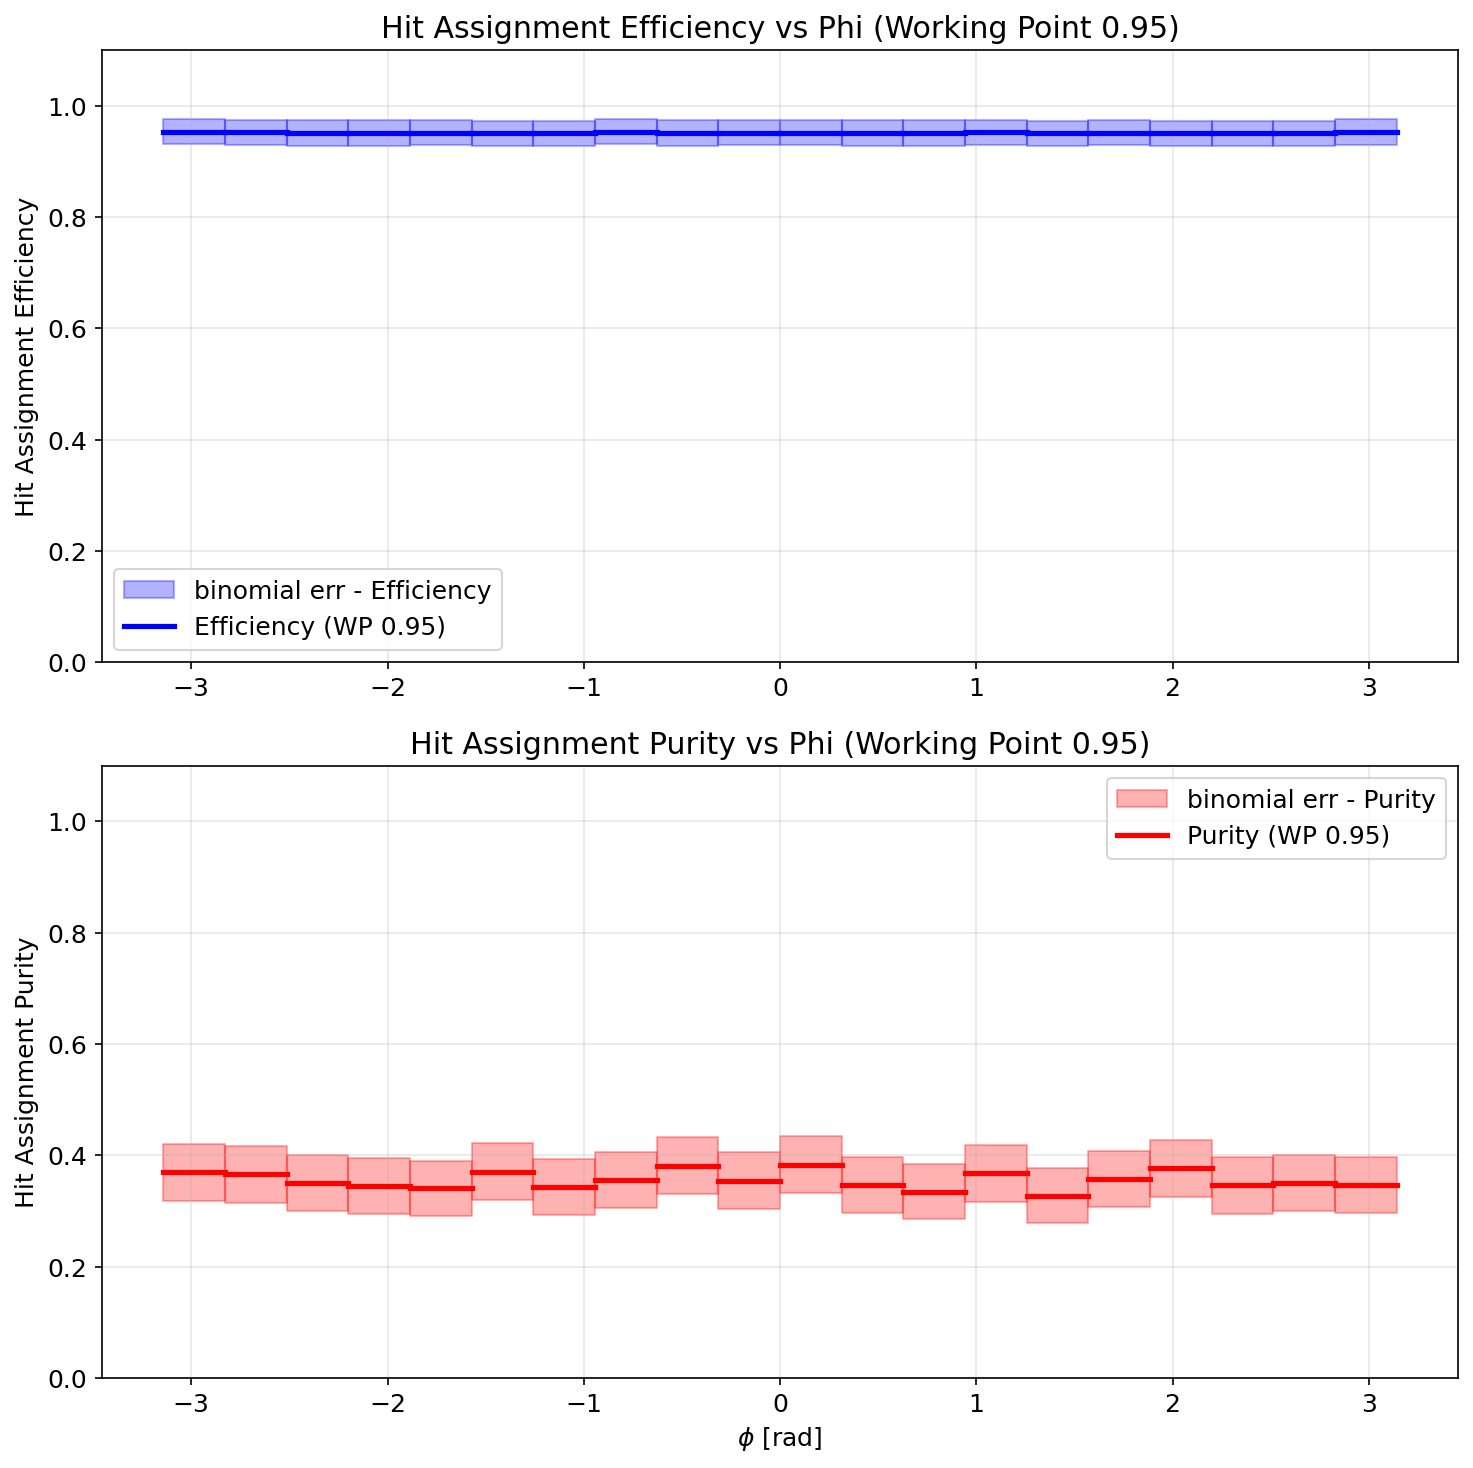 Hit Assignment Efficiency vs Phi (Working Point 0.95)
Hit Assignment Efficiency
1.0
0.8
0.6
0.4
0.2
0.0
binomial err - Efficiency
Efficiency (WP 0.95)
−3 −2 −1 0 1 2 3
Hit Assignment Purity vs Phi (Working Point 0.95)
Hit Assignment Purity
1.0
0.8
0.6
0.4
0.2
0.0
binomial err - Purity
Purity (WP 0.95)
−3 −2 −1 0 1 2 3
ϕ [rad]